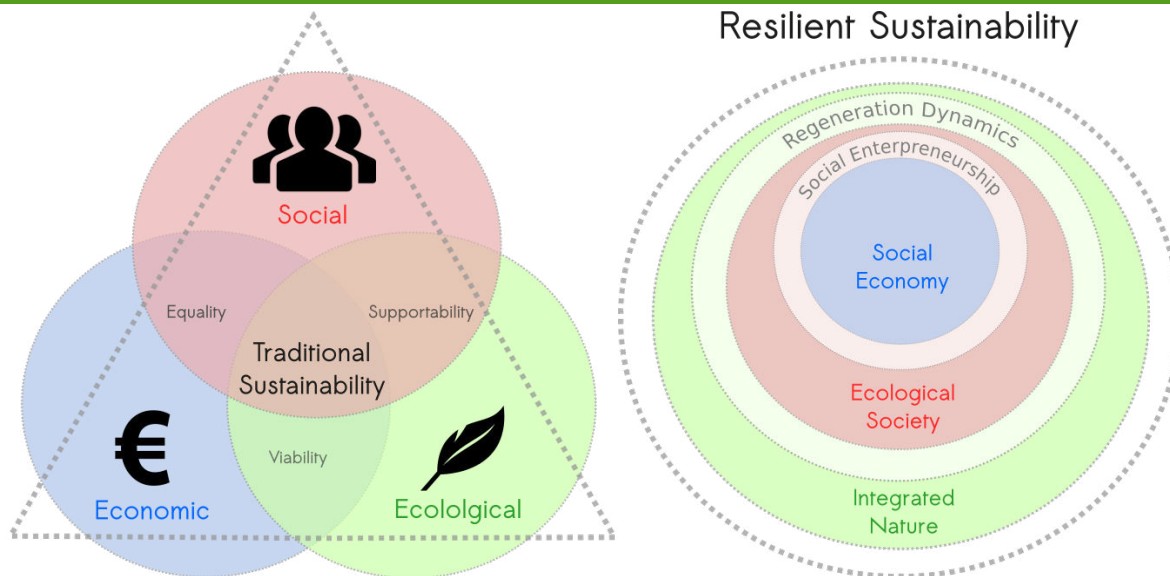 Social
Equality
Supportability
Traditional
Sustainability
Viability
€
Economic
Ecololgical
Resilient Sustainability
Regeneration Dynamics
Social Enterpreneurship
Social
Economy
Ecological
Society
Integrated
Nature